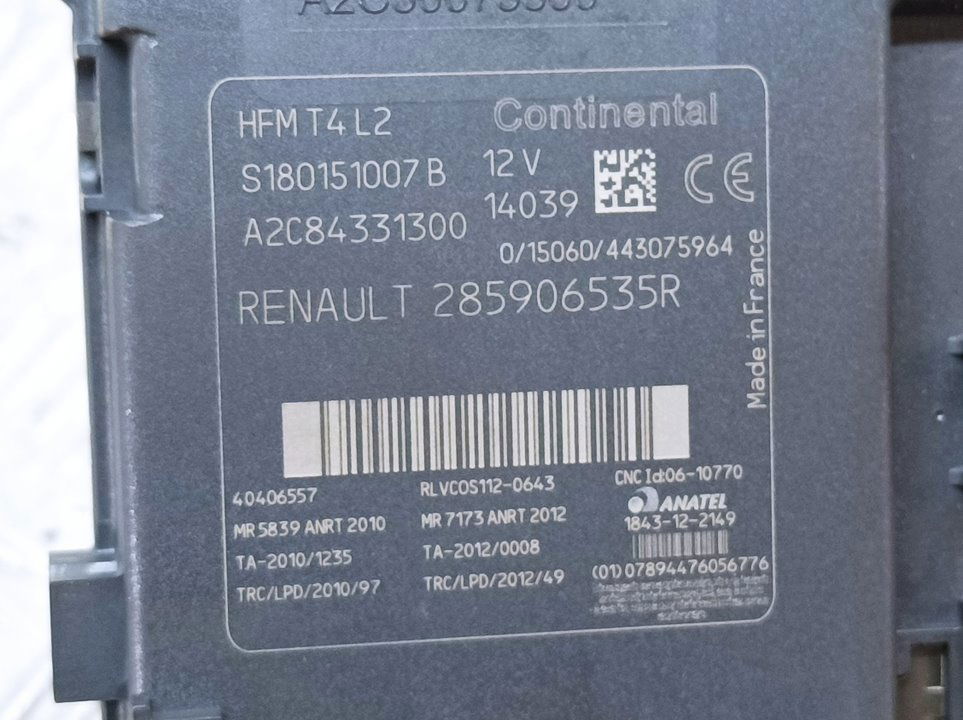 HFM T4 L2
Continental
S180151007B
12 V
14039
CE
A2C84331300
0/15060/443075964
RENAULT 285906535R
Made in France
40406557
RLVCOS112-0643
CNC Id:06-10770
MR 5839 ANRT 2010
MR 7173 ANRT 2012
ANATEL
1843-12-2149
TA-2010/1235
TA-2012/0008
(01)07894476056776
TRC/LPD/2010/97
TRC/LPD/2012/49